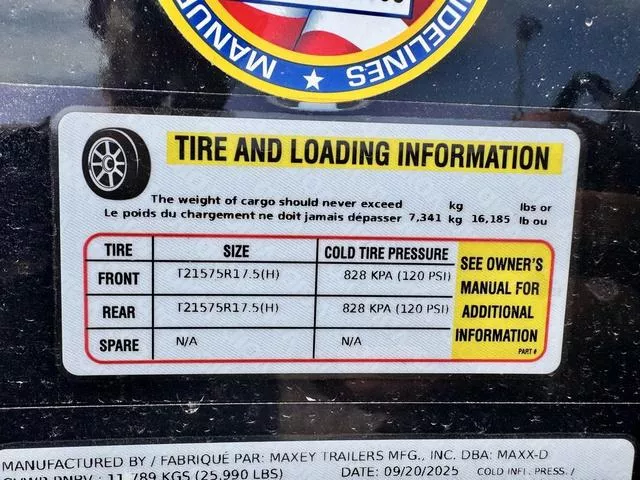 MANUF
IDELINES
TIRE AND LOADING INFORMATION
The weight of cargo should never exceed kg lbs or
Le poids du chargement ne doit jamais dépasser 7,341 kg 16,185 lb ou
TIRE SIZE COLD TIRE PRESSURE
FRONT T21575R17.5(H) 828 KPA (120 PSI)
REAR T21575R17.5(H) 828 KPA (120 PSI)
SPARE N/A N/A
SEE OWNER'S
MANUAL FOR
ADDITIONAL
INFORMATION
PART #
MANUFACTURED BY / FABRIQUÉ PAR: MAXEY TRAILERS MFG., INC. DBA: MAXX-D
11,789 KGS (25,990 LBS) DATE: 09/20/2025 COLD INFL. PRESS. /